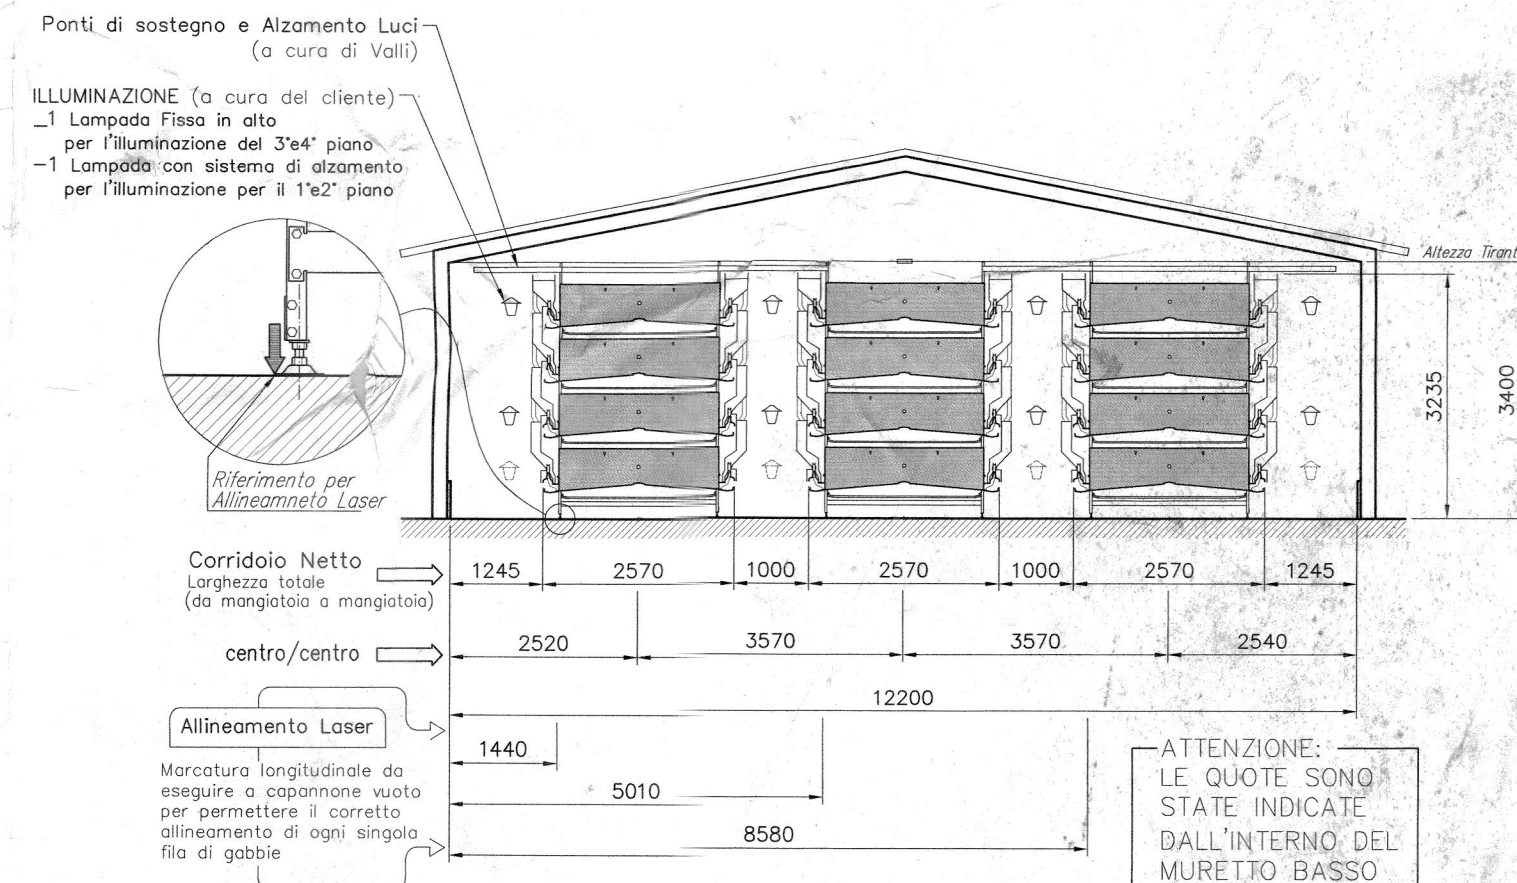 Ponti di sostegno e Alzamento Luci
(a cura di Valli)
ILLUMINAZIONE (a cura del cliente)
_1 Lampada Fissa in alto
per l'illuminazione del 3°e4° piano
-1 Lampada con sistema di alzamento
per l'illuminazione per il 1°e2° piano
Riferimento per
Allineamneto Laser
Altezza Tirant
3235
3400
Corridoio Netto
Larghezza totale
(da mangiatoia a mangiatoia)
1245 2570 1000 2570 1000 2570 1245
centro/centro
2520 3570 3570 2540
12200
Allineamento Laser
1440
5010
8580
Marcatura longitudinale da
eseguire a capannone vuoto
per permettere il corretto
allineamento di ogni singola
fila di gabbie
ATTENZIONE:
LE QUOTE SONO
STATE INDICATE
DALL'INTERNO DEL
MURETTO BASSO